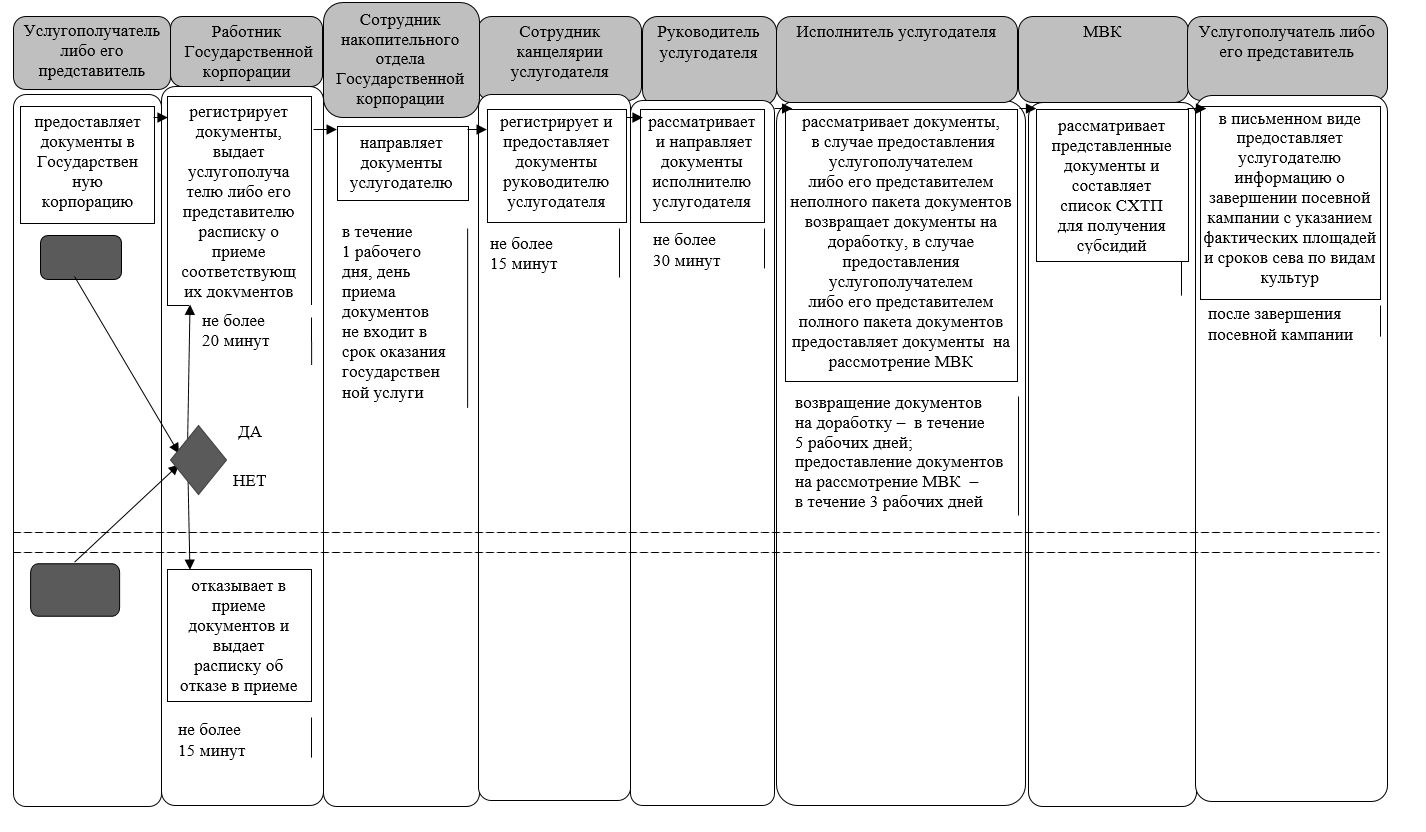 Услугополучатель
либо его
представитель
Работник
Государственной
корпорации
Сотрудник
накопительного
отдела
Государственной
корпорации
Сотрудник
канцелярии
услугодателя
Руководитель
услугодателя
Исполнитель услугодателя
МВК
Услугополучатель либо
его представитель
предоставляет
документы в
Государствен
ную
корпорацию
регистрирует
документы,
выдает
услугополуча
телю либо его
представителю
расписку о
приеме
соответствующ
их документов
не более
20 минут
ДА
НЕТ
отказывает в
приеме
документов и
выдает
расписку об
отказе в приеме
не более
15 минут
направляет
документы
услугодателю
в течение
1 рабочего
дня, день
приема
документов
не входит в
срок оказания
государствен
ной услуги
регистрирует и
предоставляет
документы
руководителю
услугодателя
не более
15 минут
рассматривает
и направляет
документы
исполнителю
услугодателя
не более
30 минут
рассматривает документы,
в случае предоставления
услугополучателем
либо его представителем
неполного пакета документов
возвращает документы на
доработку, в случае
предоставления
услугополучателем
либо его представителем
полного пакета документов
предоставляет документы на
рассмотрение МВК
возвращение документов
на доработку – в течение
5 рабочих дней;
предоставление документов
на рассмотрение МВК –
в течение 3 рабочих дней
рассматривает
представленные
документы и
составляет
список СХТП
для получения
субсидий
в письменном виде
предоставляет
услугодателю
информацию о
завершении посевной
кампании с указанием
фактических площадей
и сроков сева по видам
культур
после завершения
посевной кампании